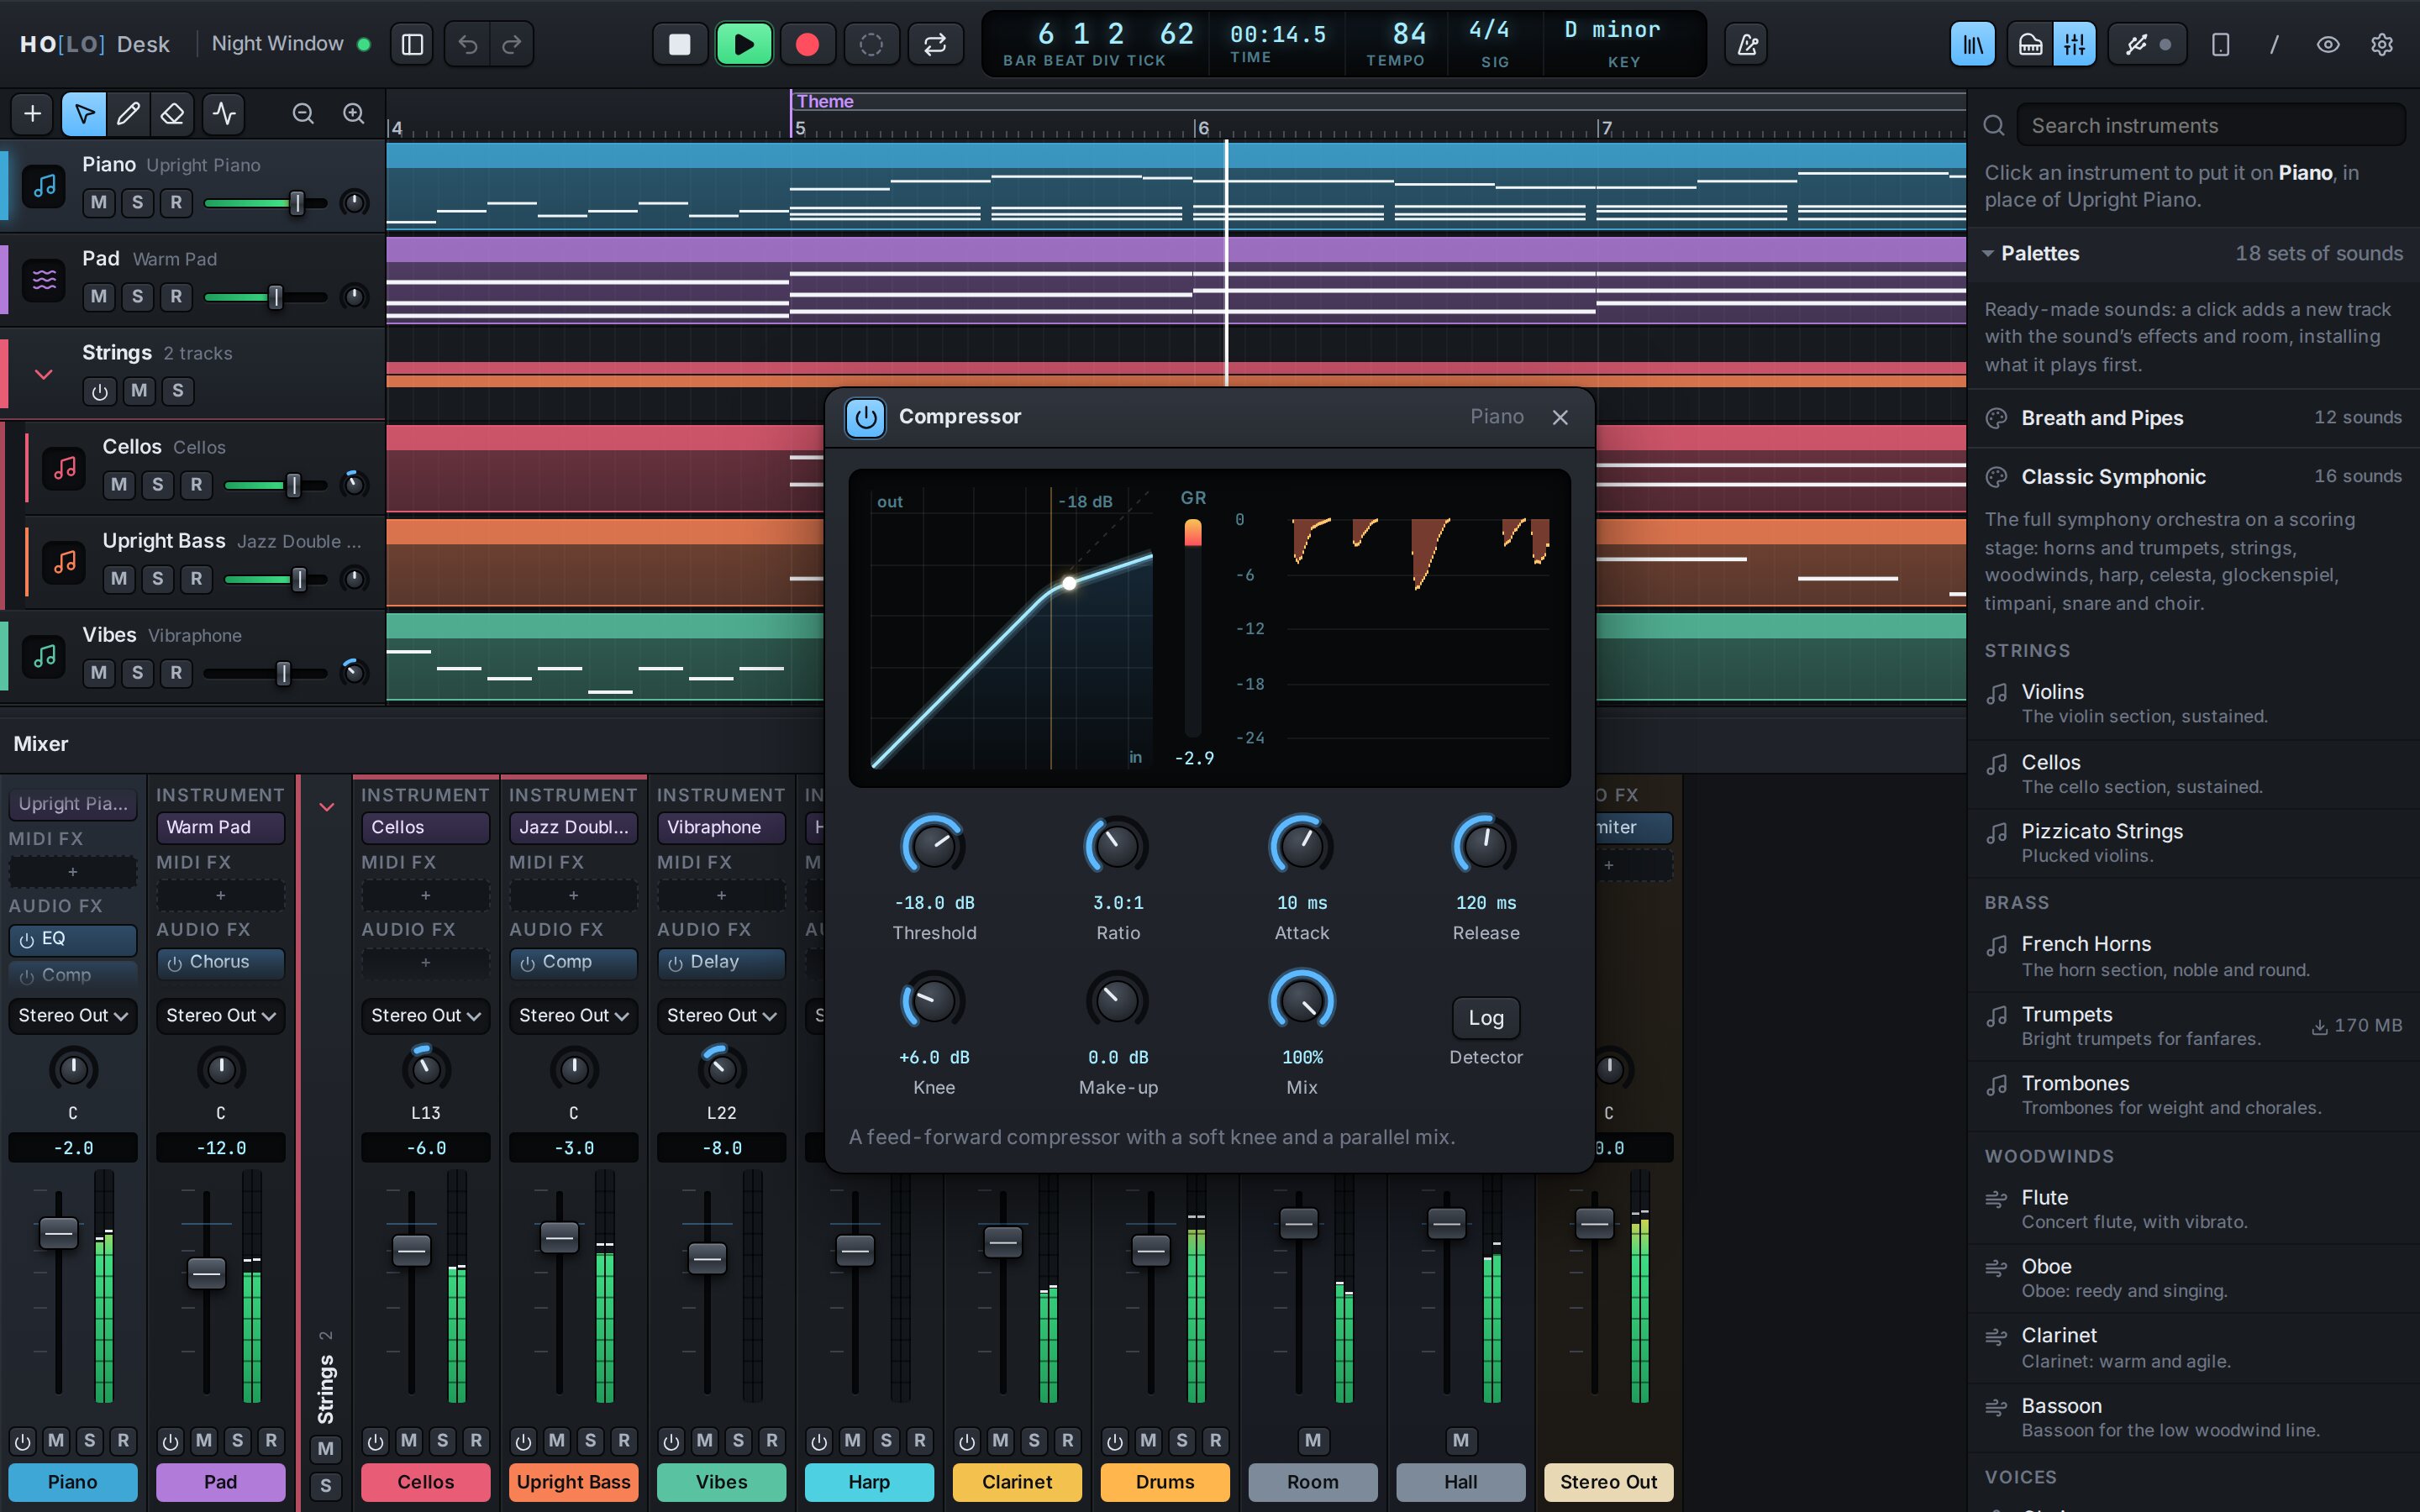 HO[LO] Desk
Night Window
6 1 2 62
BAR BEAT DIV TICK
00:14.5
TIME
84
TEMPO
4/4
SIG
D minor
KEY
Theme
4
5
6
7
Piano Upright Piano
M S R
Pad Warm Pad
M S R
Strings 2 tracks
M S
Cellos Cellos
M S R
Upright Bass Jazz Double ...
M S R
Vibes Vibraphone
M S R
Search instruments
Click an instrument to put it on Piano, in
place of Upright Piano.
Palettes 18 sets of sounds
Ready-made sounds: a click adds a new track
with the sound’s effects and room, installing
what it plays first.
Breath and Pipes 12 sounds
Classic Symphonic 16 sounds
The full symphony orchestra on a scoring
stage: horns and trumpets, strings,
woodwinds, harp, celesta, glockenspiel,
timpani, snare and choir.
STRINGS
Violins
The violin section, sustained.
Cellos
The cello section, sustained.
Pizzicato Strings
Plucked violins.
BRASS
French Horns
The horn section, noble and round.
Trumpets
Bright trumpets for fanfares.
170 MB
Trombones
Trombones for weight and chorales.
WOODWINDS
Flute
Concert flute, with vibrato.
Oboe
Oboe: reedy and singing.
Clarinet
Clarinet: warm and agile.
Bassoon
Bassoon for the low woodwind line.
VOICES
Compressor Piano
out
-18 dB
in
GR
-2.9
0
-6
-12
-18
-24
-18.0 dB
Threshold
3.0:1
Ratio
10 ms
Attack
120 ms
Release
+6.0 dB
Knee
0.0 dB
Make-up
100%
Mix
Log
Detector
A feed-forward compressor with a soft knee and a parallel mix.
Mixer
Upright Pia...
MIDI FX
+
AUDIO FX
EQ
Comp
Stereo Out
C
-2.0
M S R
Piano
INSTRUMENT
Warm Pad
MIDI FX
+
AUDIO FX
Chorus
Stereo Out
C
-12.0
M S R
Pad
Strings 2
M
S
INSTRUMENT
Cellos
MIDI FX
+
AUDIO FX
+
Stereo Out
L13
-6.0
M S R
Cellos
INSTRUMENT
Jazz Doubl...
MIDI FX
+
AUDIO FX
Comp
Stereo Out
C
-3.0
M S R
Upright Bass
INSTRUMENT
Vibraphone
MIDI FX
+
AUDIO FX
Delay
Stereo Out
L22
-8.0
M S R
Vibes
M S R
Harp
M S R
Clarinet
M S R
Drums
M
Room
M
Hall
FX
+
C
0.0
Stereo Out